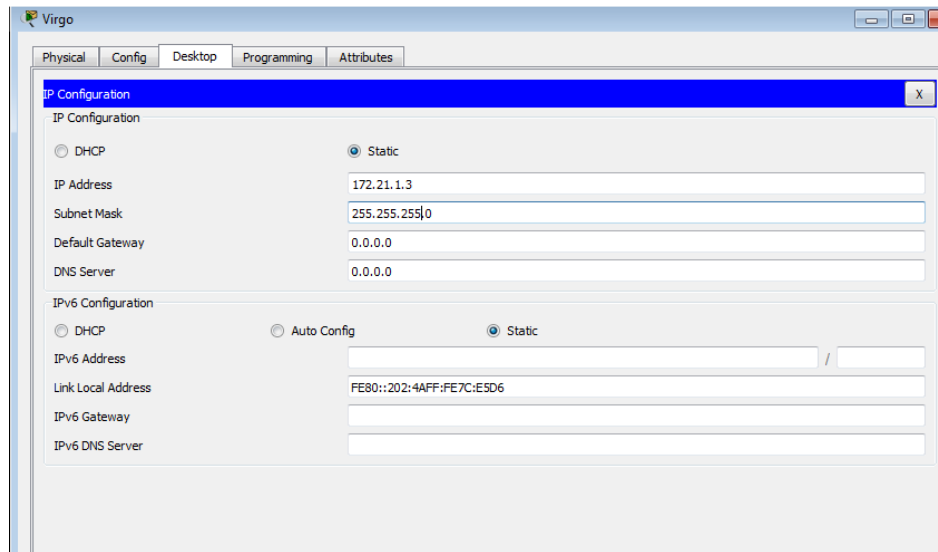 Virgo
Physical Config Desktop Programming Attributes
IP Configuration X
IP Configuration
DHCP Static
IP Address 172.21.1.3
Subnet Mask 255.255.255.0
Default Gateway 0.0.0.0
DNS Server 0.0.0.0
IPv6 Configuration
DHCP Auto Config Static
IPv6 Address /
Link Local Address FE80::202:4AFF:FE7C:E5D6
IPv6 Gateway
IPv6 DNS Server